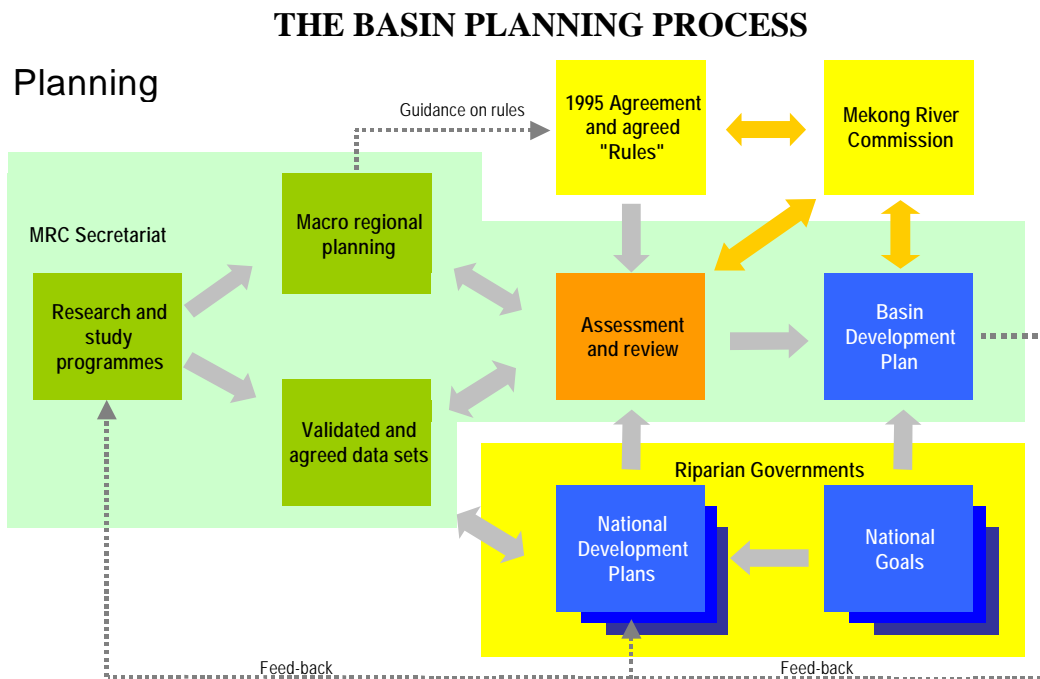 THE BASIN PLANNING PROCESS
Planning
Guidance on rules
1995 Agreement
and agreed
"Rules"
Mekong River
Commission
MRC Secretariat
Macro regional
planning
Research and
study
programmes
Assessment
and review
Basin
Development
Plan
Validated and
agreed data sets
Riparian Governments
National
Development
Plans
National
Goals
Feed-back
Feed-back